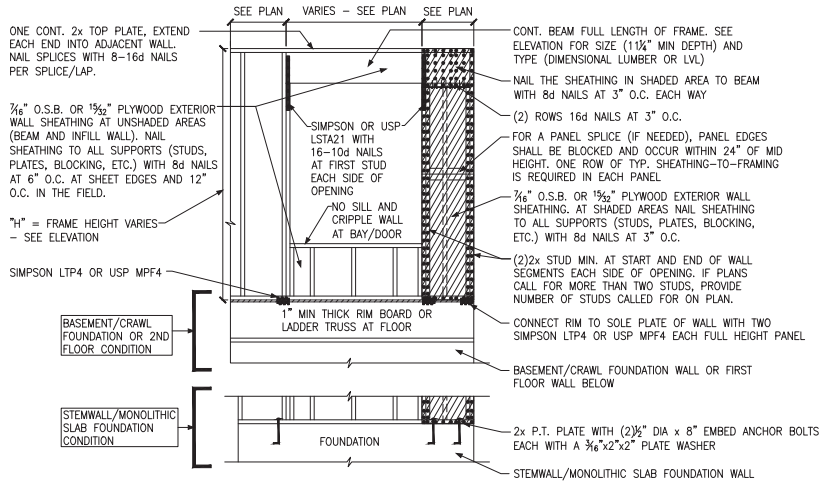 SEE PLAN
VARIES - SEE PLAN
SEE PLAN
ONE CONT. 2x TOP PLATE, EXTEND
EACH END INTO ADJACENT WALL.
NAIL SPLICES WITH 8-16d NAILS
PER SPLICE/LAP.
7/16" O.S.B. OR 15/32" PLYWOOD EXTERIOR
WALL SHEATHING AT UNSHADED AREAS
(BEAM AND INFILL WALL). NAIL
SHEATHING TO ALL SUPPORTS (STUDS,
PLATES, BLOCKING, ETC.) WITH 8d NAILS
AT 6" O.C. AT SHEET EDGES AND 12"
O.C. IN THE FIELD.
"H" = FRAME HEIGHT VARIES
- SEE ELEVATION
SIMPSON LTP4 OR USP MPF4
SIMPSON OR USP
LSTA21 WITH
16-10d NAILS
AT FIRST STUD
EACH SIDE OF
OPENING
NO SILL AND
CRIPPLE WALL
AT BAY/DOOR
1" MIN THICK RIM BOARD OR
LADDER TRUSS AT FLOOR
CONT. BEAM FULL LENGTH OF FRAME. SEE
ELEVATION FOR SIZE (11¼" MIN DEPTH) AND
TYPE (DIMENSIONAL LUMBER OR LVL)
NAIL THE SHEATHING IN SHADED AREA TO BEAM
WITH 8d NAILS AT 3" O.C. EACH WAY
(2) ROWS 16d NAILS AT 3" O.C.
FOR A PANEL SPLICE (IF NEEDED), PANEL EDGES
SHALL BE BLOCKED AND OCCUR WITHIN 24" OF MID
HEIGHT. ONE ROW OF TYP. SHEATHING-TO-FRAMING
IS REQUIRED IN EACH PANEL
7/16" O.S.B. OR 15/32" PLYWOOD EXTERIOR WALL
SHEATHING. AT SHADED AREAS NAIL SHEATHING
TO ALL SUPPORTS (STUDS, PLATES, BLOCKING,
ETC.) WITH 8d NAILS AT 3" O.C.
(2)2x STUD MIN. AT START AND END OF WALL
SEGMENTS EACH SIDE OF OPENING. IF PLANS
CALL FOR MORE THAN TWO STUDS, PROVIDE
NUMBER OF STUDS CALLED FOR ON PLAN.
CONNECT RIM TO SOLE PLATE OF WALL WITH TWO
SIMPSON LTP4 OR USP MPF4 EACH FULL HEIGHT PANEL
BASEMENT/CRAWL
FOUNDATION OR 2ND
FLOOR CONDITION
BASEMENT/CRAWL FOUNDATION WALL OR FIRST
FLOOR WALL BELOW
STEMWALL/MONOLITHIC
SLAB FOUNDATION
CONDITION
FOUNDATION
2x P.T. PLATE WITH (2)½" DIA x 8" EMBED ANCHOR BOLTS
EACH WITH A 3/16"x2"x2" PLATE WASHER
STEMWALL/MONOLITHIC SLAB FOUNDATION WALL